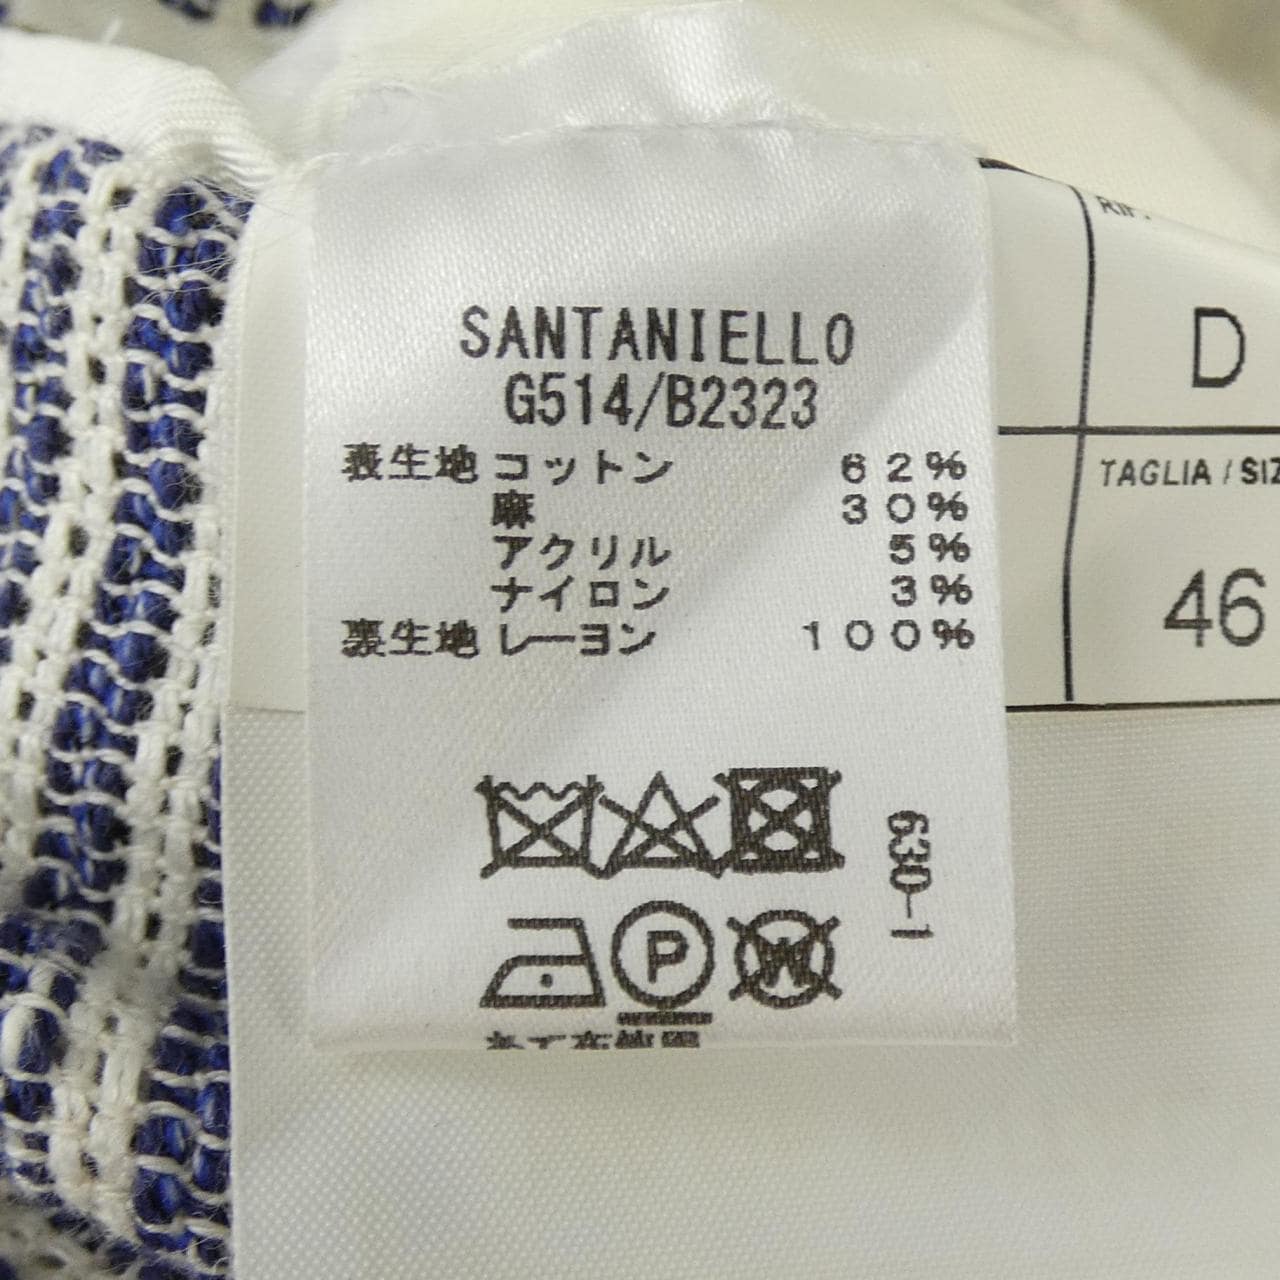 SANTANIELLO
G514/B2323
表生地 コットン 62%
麻 30%
アクリル 5%
ナイロン 3%
裏生地 レーヨン 100%
P
W
630-1
RIF.
D
TAGLIA / SIZ
46